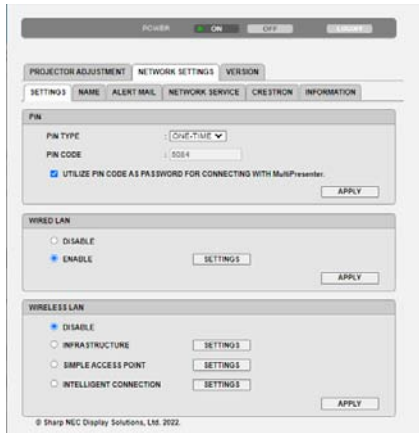 POWER ON OFF LOGOFF
PROJECTOR ADJUSTMENT NETWORK SETTINGS VERSION
SETTINGS NAME ALERT MAIL NETWORK SERVICE CRESTRON INFORMATION
PIN
PIN TYPE : ONE-TIME
PIN CODE :
UTILIZE PIN CODE AS PASSWORD FOR CONNECTING WITH MultiPresenter.
APPLY
WIRED LAN
DISABLE
ENABLE SETTINGS
APPLY
WIRELESS LAN
DISABLE
INFRASTRUCTURE SETTINGS
SIMPLE ACCESS POINT SETTINGS
INTELLIGENT CONNECTION SETTINGS
APPLY
© Sharp NEC Display Solutions, Ltd. 2022.